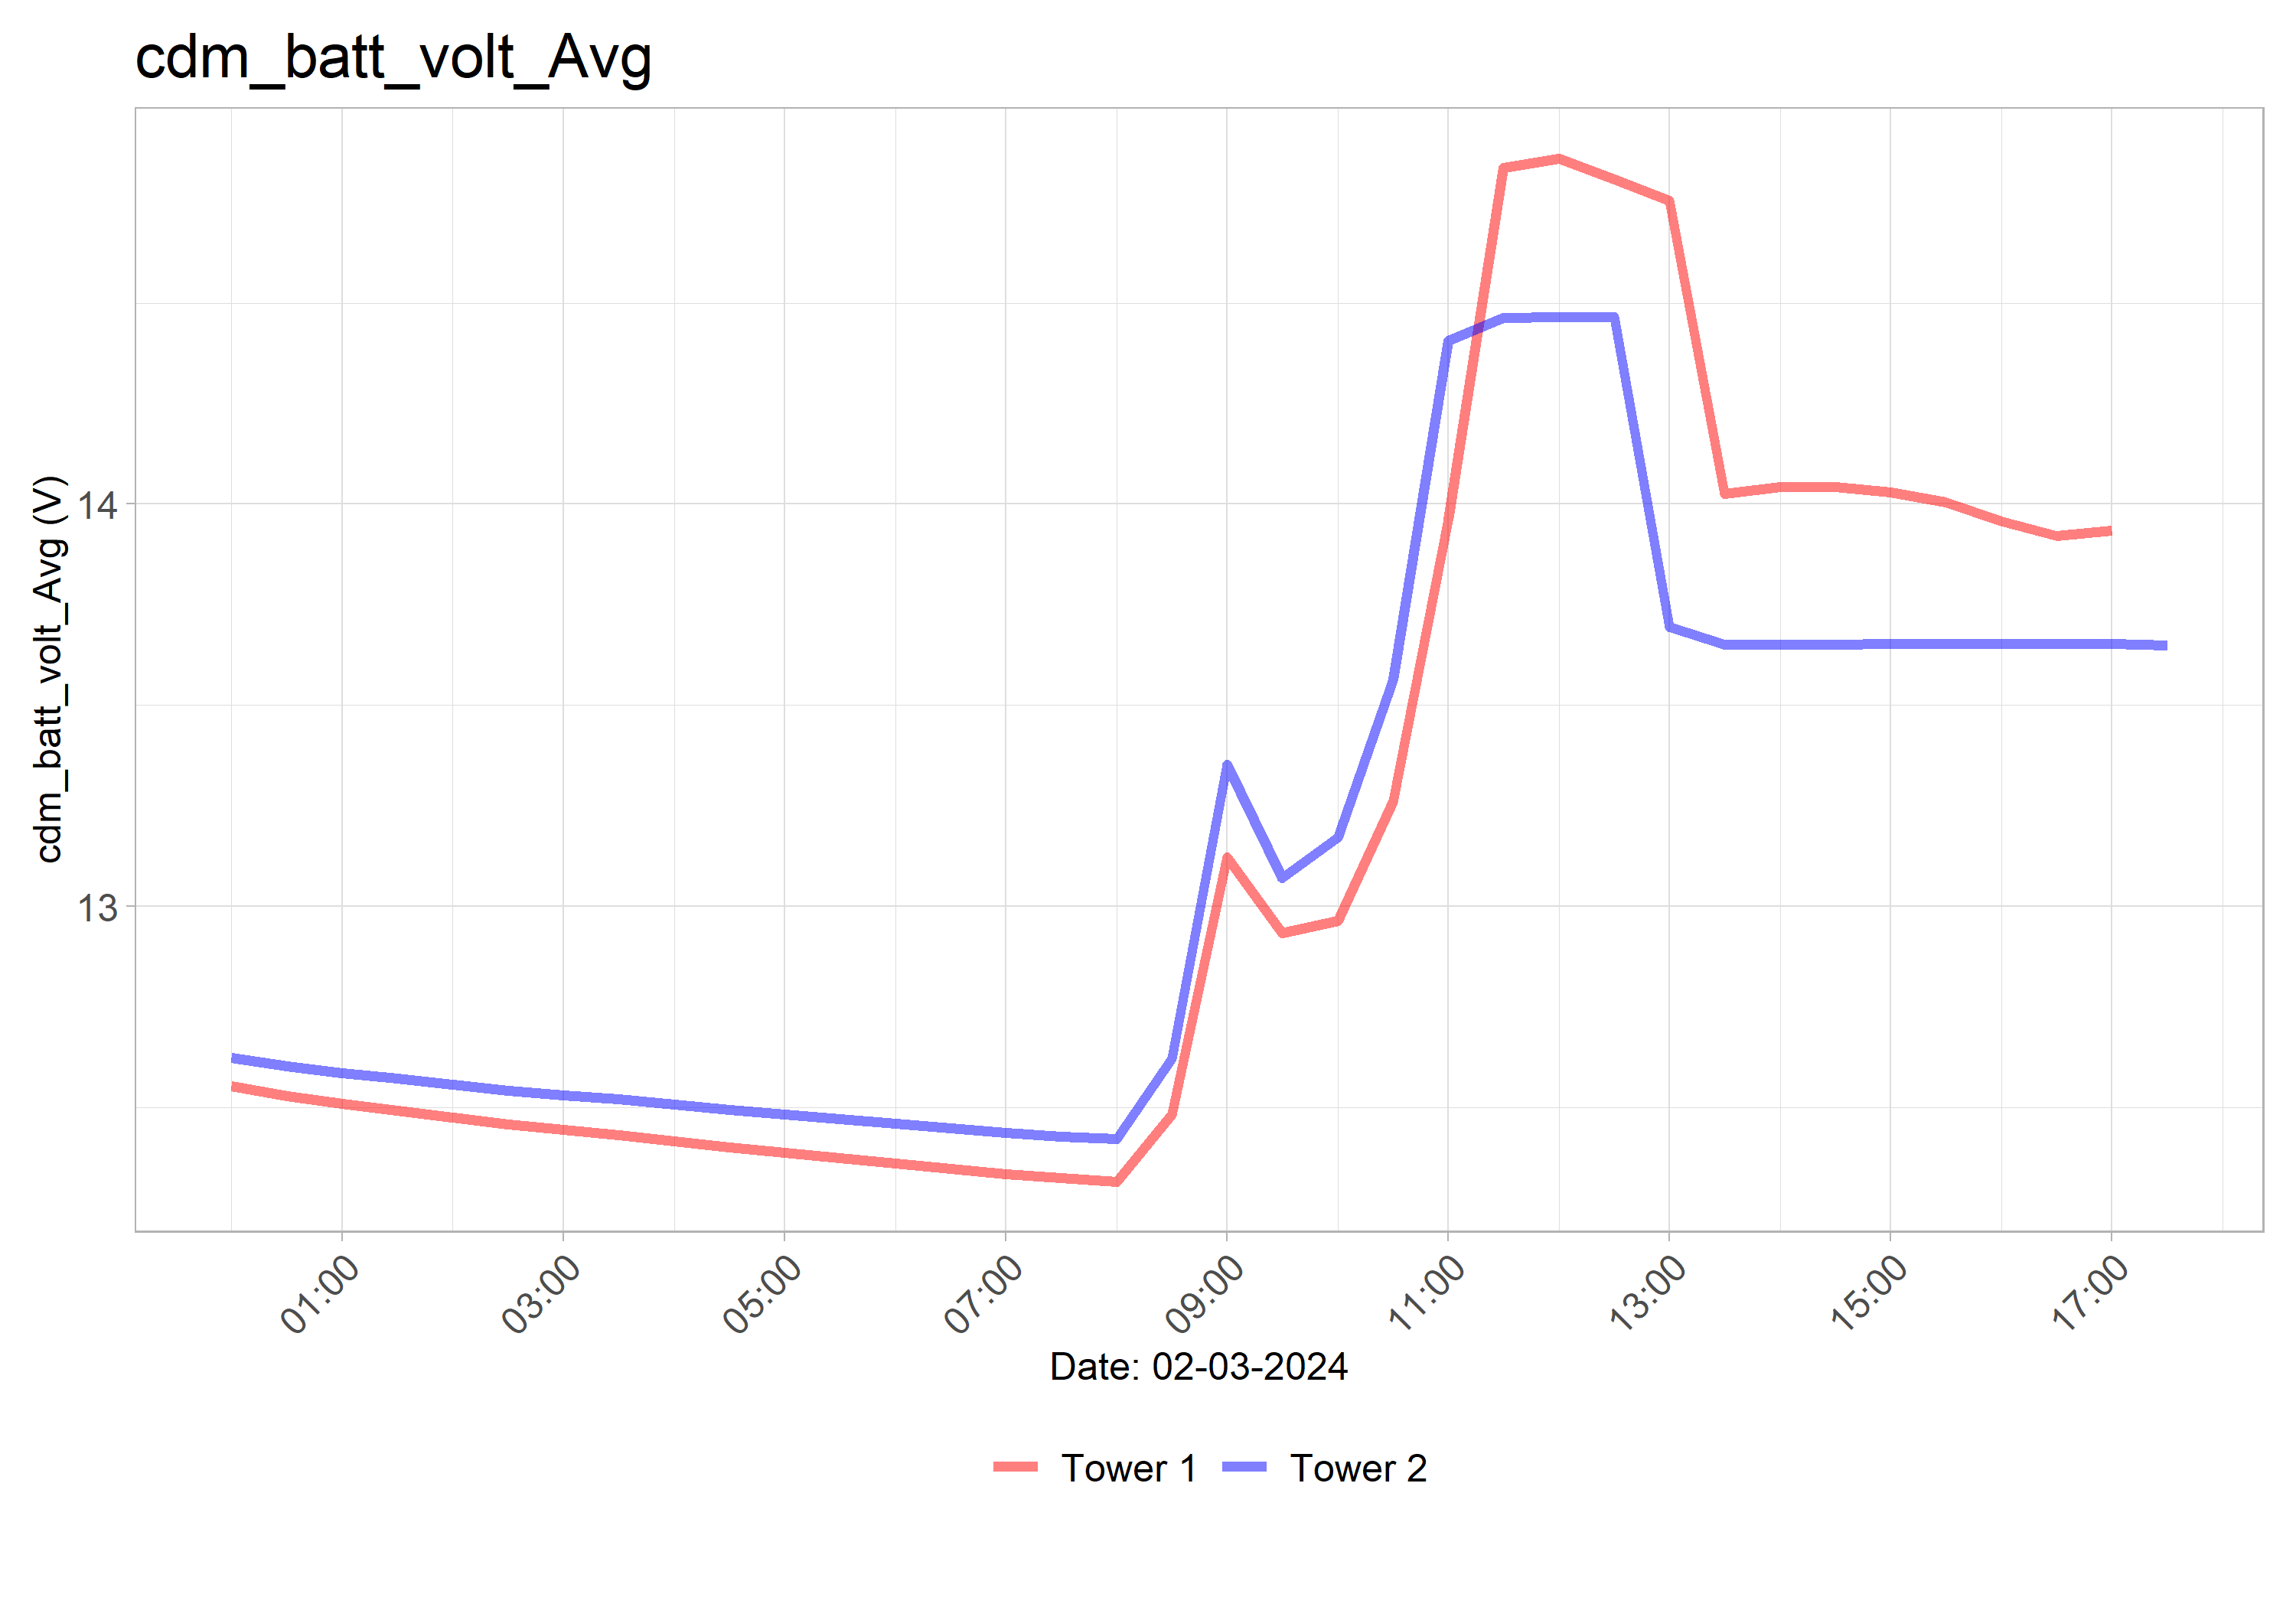 cdm_batt_volt_Avg
cdm_batt_volt_Avg (V)
14
13
01:00
03:00
05:00
07:00
09:00
11:00
13:00
15:00
17:00
Date: 02-03-2024
Tower 1
Tower 2